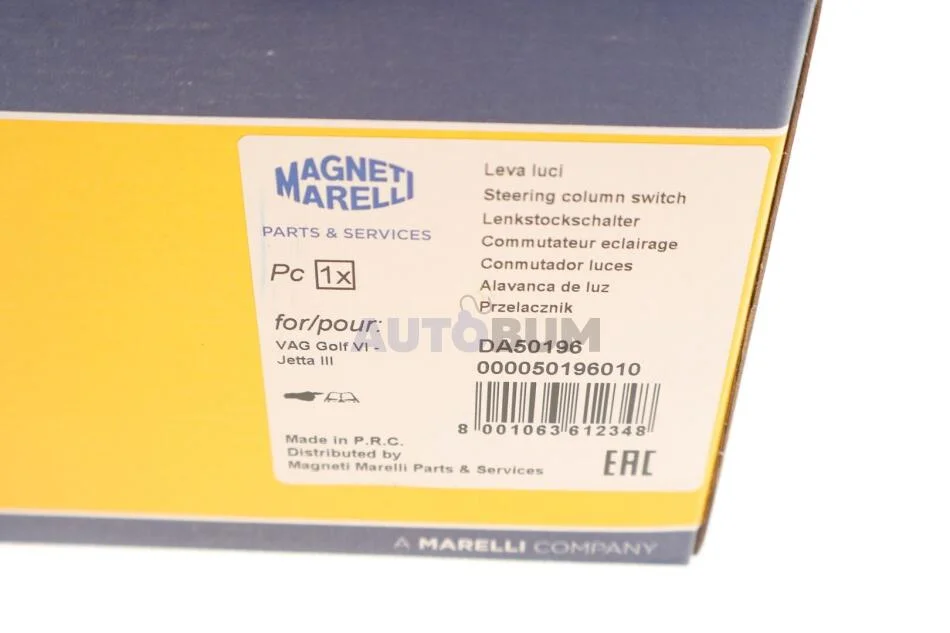 MAGNETI
MARELLI
PARTS & SERVICES
Pc 1x
for/pour:
VAG Golf VI -
Jetta III
Made in P.R.C.
Distributed by
Magneti Marelli Parts & Services
Leva luci
Steering column switch
Lenkstockschalter
Commutateur eclairage
Conmutador luces
Alavanca de luz
Przelacznik
AUTOBUM
DA50196
000050196010
8 001063 612348
EAC
A MARELLI COMPANY